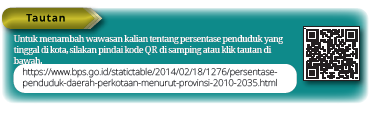 Tautan
Untuk menambah wawasan kalian tentang persentase penduduk yang
tinggal di kota, silakan pindai kode QR di samping atau klik tautan di
bawah.
https://www.bps.go.id/statictable/2014/02/18/1276/persentase-
penduduk-daerah-perkotaan-menurut-provinsi-2010-2035.html